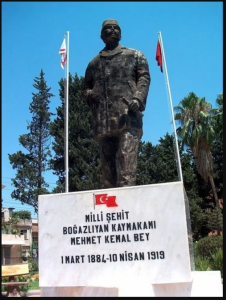 MİLLİ ŞEHİT
BOĞAZLIYAN KAYMAKAMI
MEHMET KEMAL BEY
1 MART 1884-10 NİSAN 1919